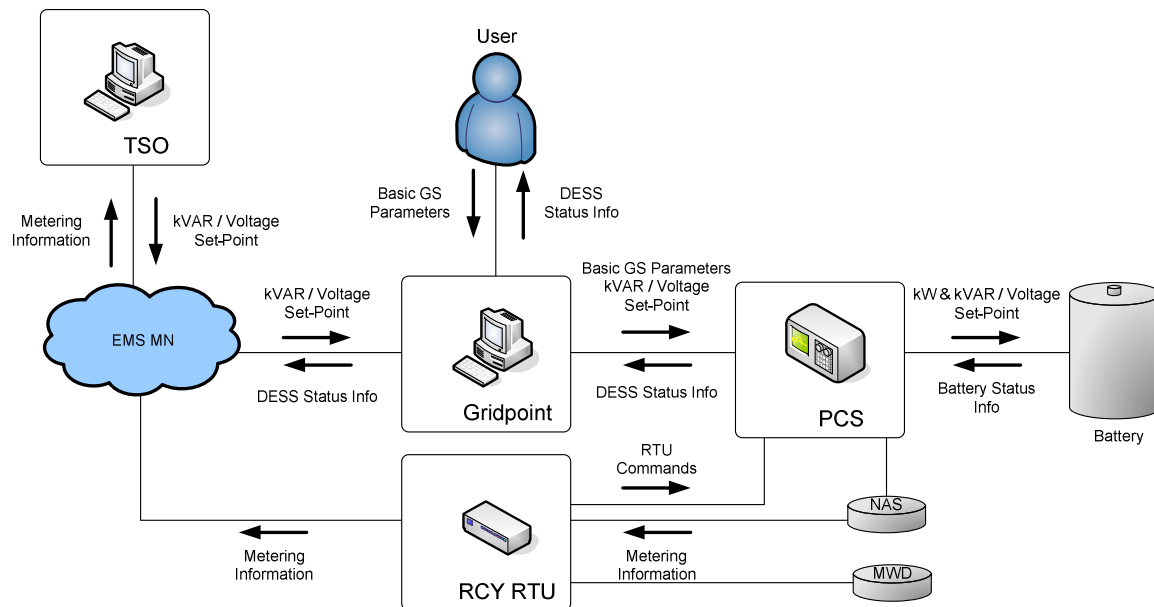 User
TSO
Metering
Information
kVAR / Voltage
Set-Point
Basic GS
Parameters
DESS
Status Info
EMS MN
kVAR / Voltage
Set-Point
DESS Status Info
Gridpoint
Basic GS Parameters
kVAR / Voltage
Set-Point
DESS Status Info
PCS
kW & kVAR / Voltage
Set-Point
Battery Status
Info
Battery
RTU
Commands
NAS
Metering
Information
RCY RTU
Metering
Information
MWD